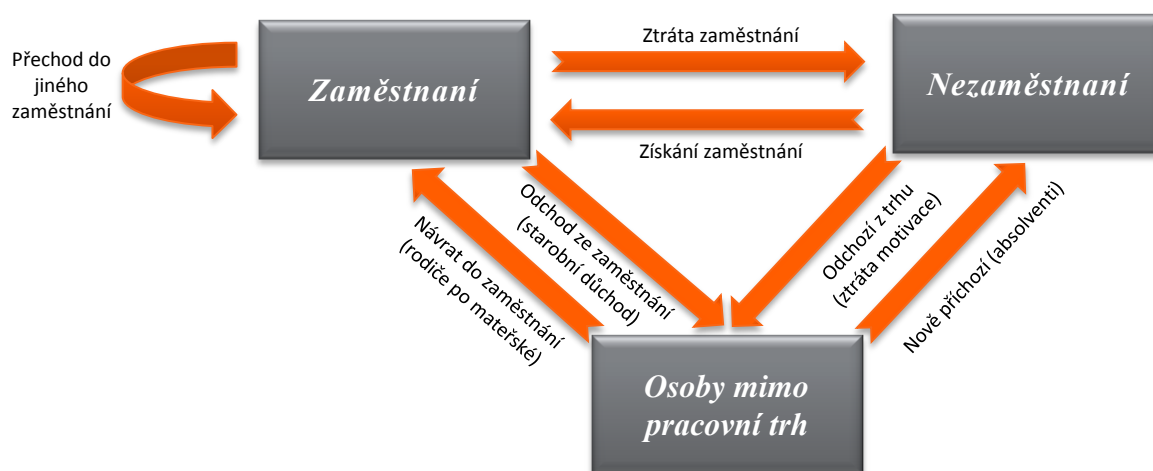 Přechod do
jiného
zaměstnání
Zaměstnaní
Ztráta zaměstnání
Získání zaměstnání
Nezaměstnaní
Návrat do zaměstnání
(rodiče po mateřské)
Odchod ze zaměstnání
(starobní důchod)
Odchozí z trhu
(ztráta motivace)
Nově příchozí (absolventi)
Osoby mimo
pracovní trh